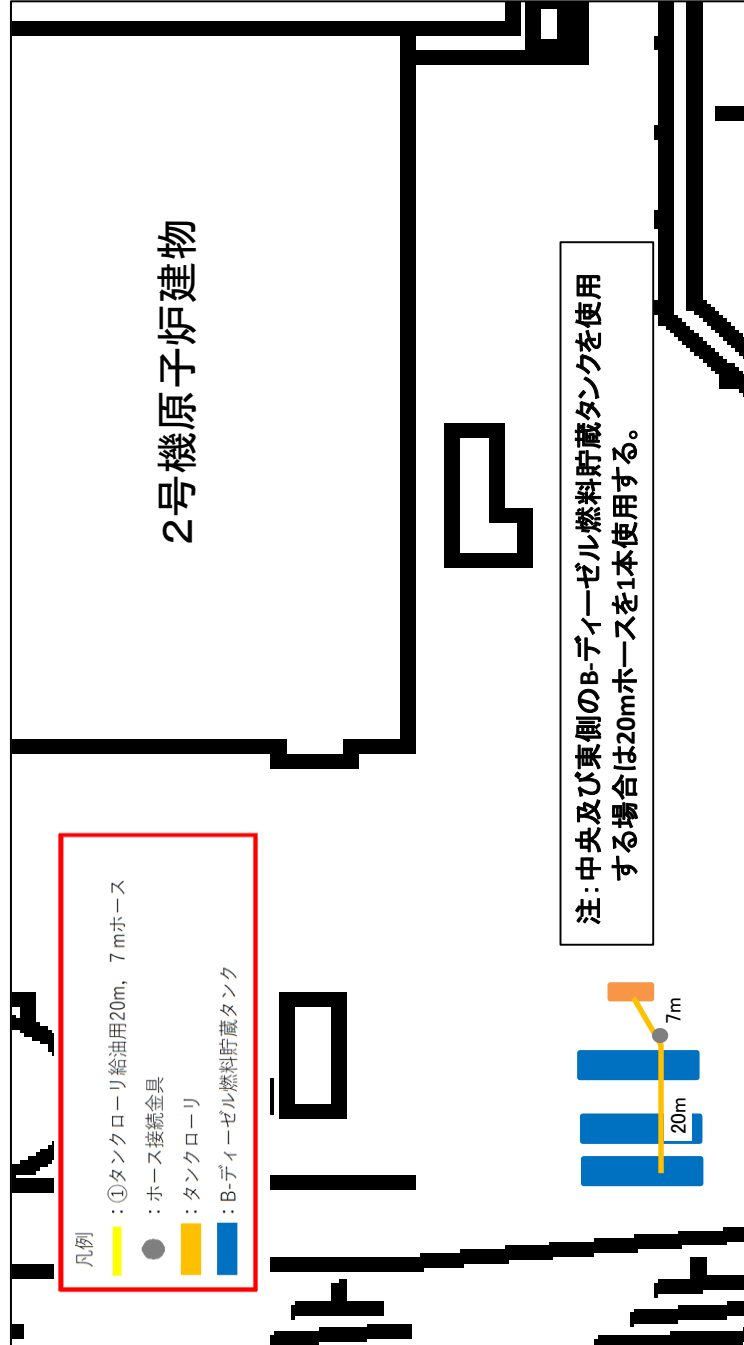 2号機原子炉建物
凡例
：①タンクローリ給油用20m，7mホース
：ホース接続金具
：タンクローリ
：B-ディーゼル燃料貯蔵タンク
注：中央及び東側のB-ディーゼル燃料貯蔵タンクを使用
する場合は20mホースを1本使用する。
20m
7m